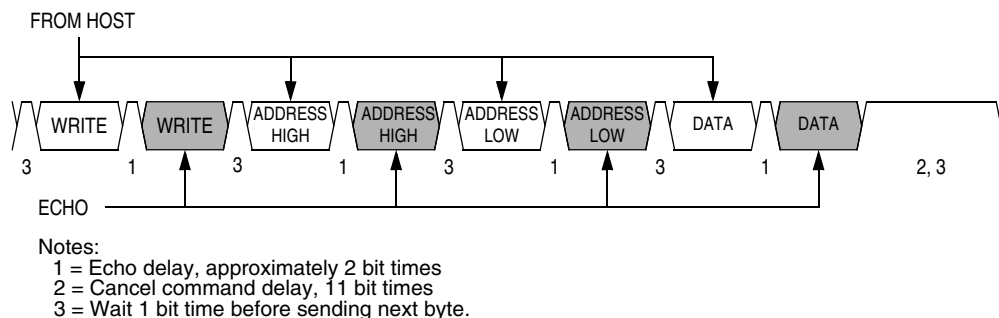 FROM HOST
WRITE WRITE ADDRESS HIGH ADDRESS HIGH ADDRESS LOW ADDRESS LOW DATA DATA
3 1 3 1 3 1 3 1 2, 3
ECHO
Notes:
1 = Echo delay, approximately 2 bit times
2 = Cancel command delay, 11 bit times
3 = Wait 1 bit time before sending next byte.